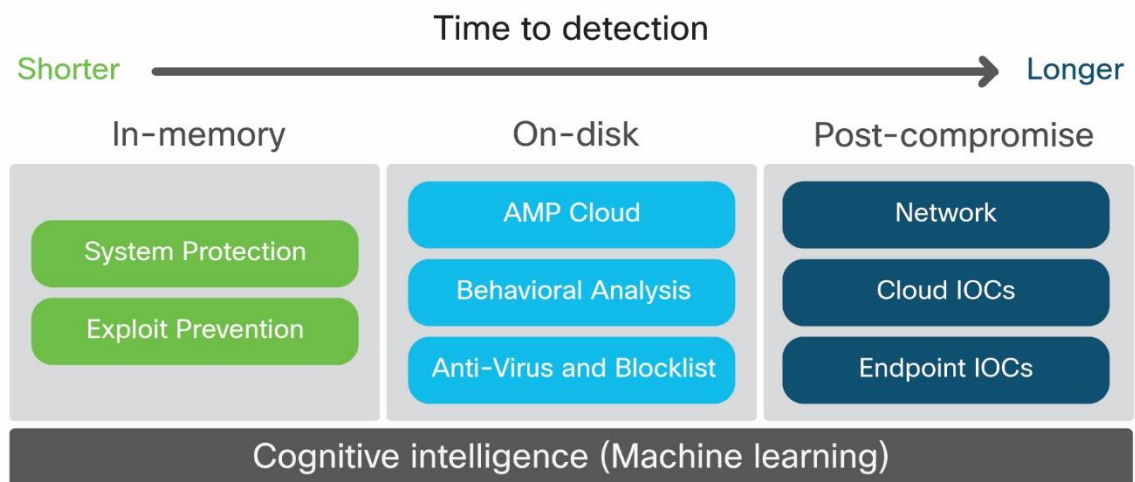 Time to detection
Shorter
Longer
In-memory
On-disk
Post-compromise
System Protection
Exploit Prevention
AMP Cloud
Behavioral Analysis
Anti-Virus and Blocklist
Network
Cloud IOCs
Endpoint IOCs
Cognitive intelligence (Machine learning)